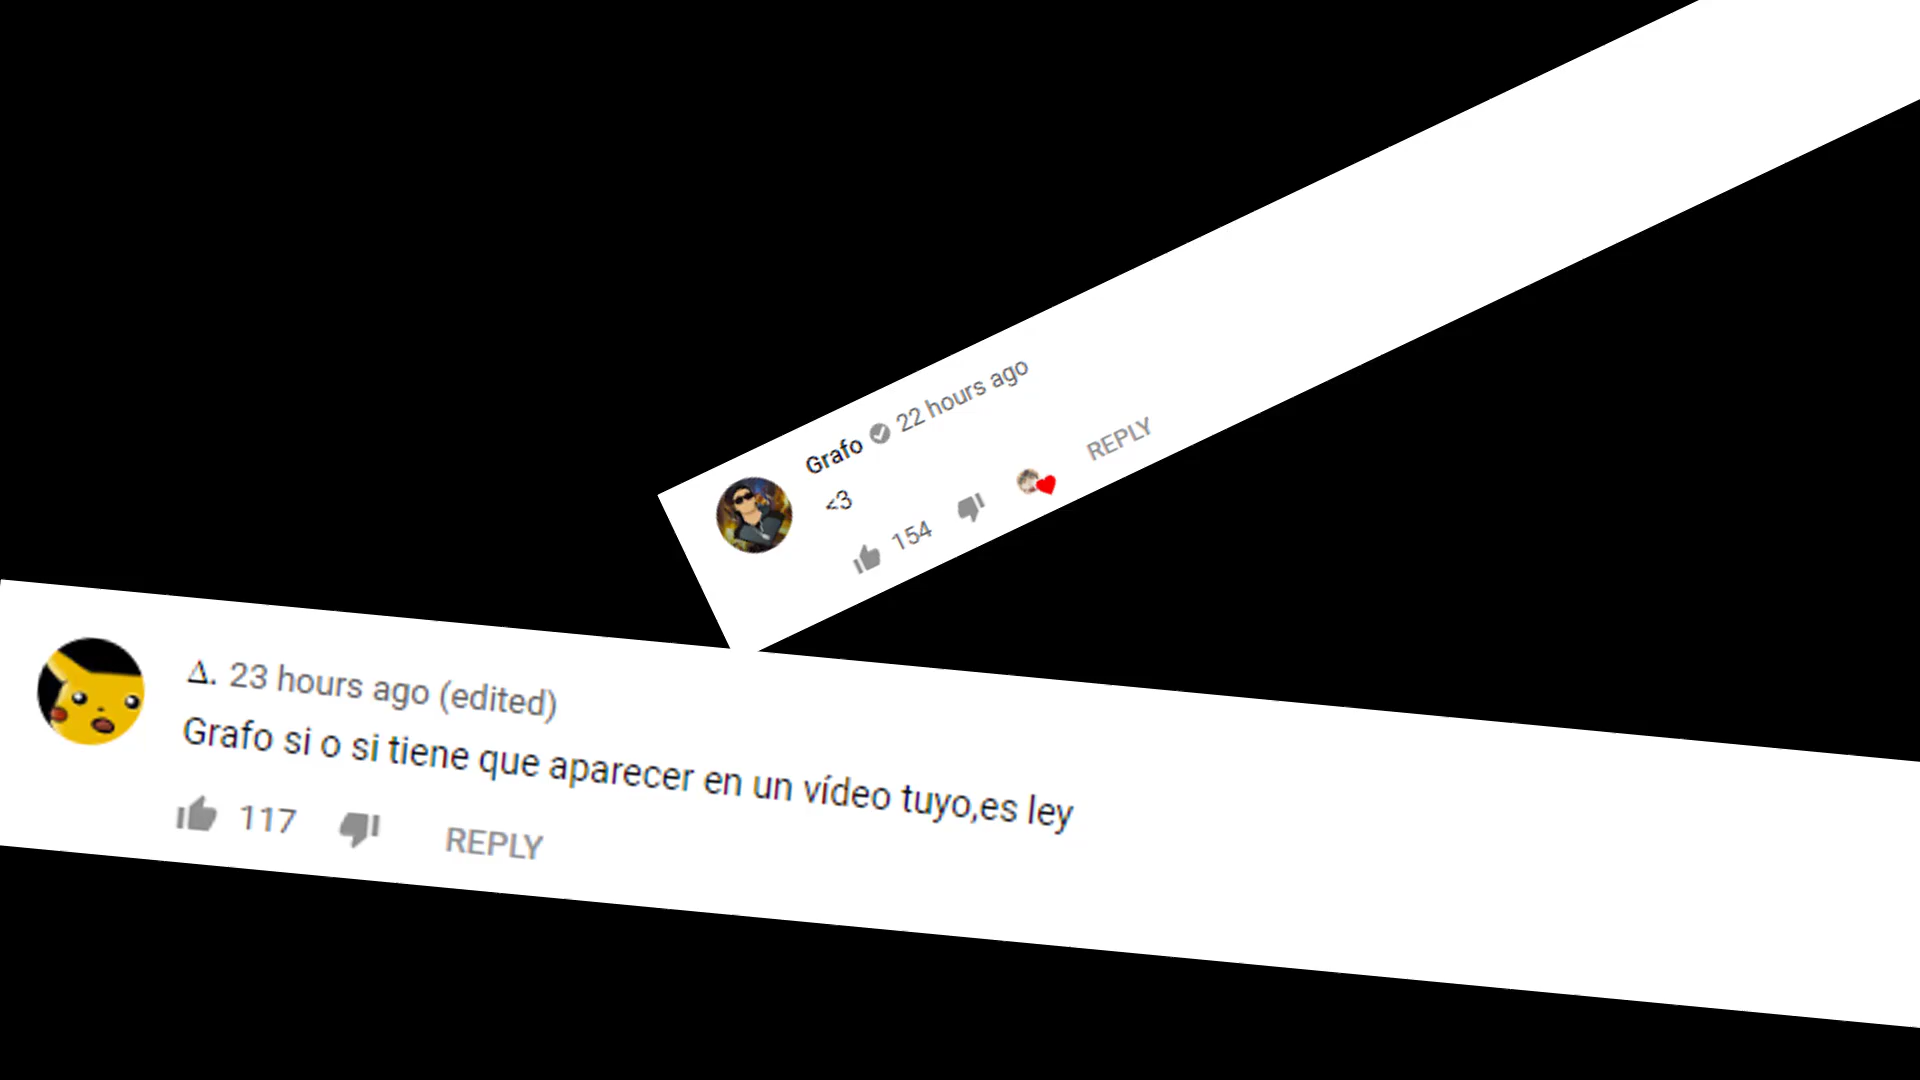 Grafo 22 hours ago
<3
154 REPLY
Δ. 23 hours ago (edited)
Grafo si o si tiene que aparecer en un vídeo tuyo,es ley
117 REPLY